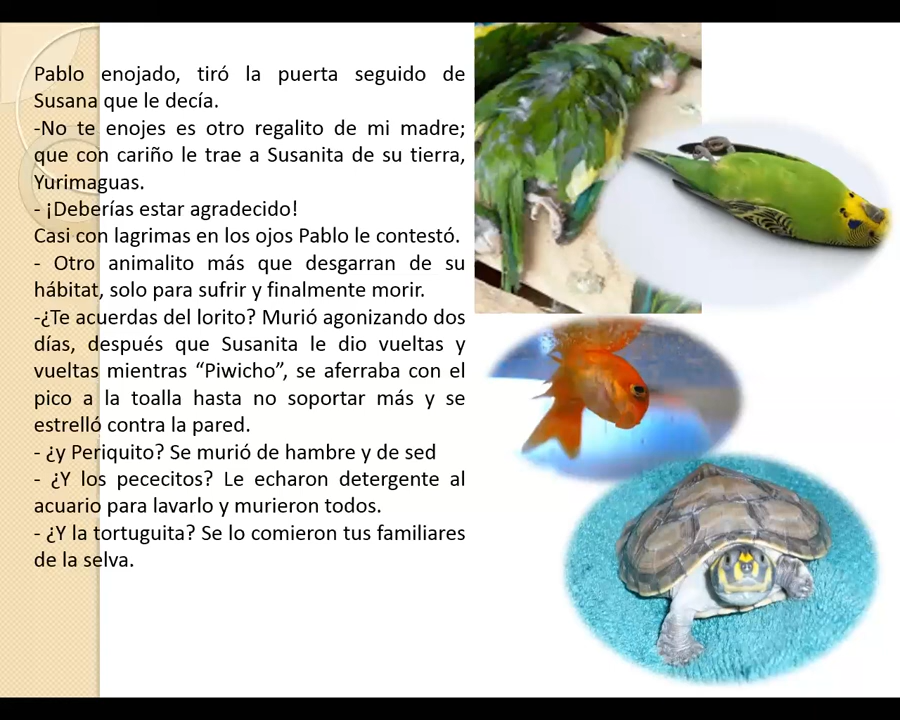 Pablo enojado, tiró la puerta seguido de
Susana que le decía.
-No te enojes es otro regalito de mi madre;
que con cariño le trae a Susanita de su tierra,
Yurimaguas.
- ¡Deberías estar agradecido!
Casi con lagrimas en los ojos Pablo le contestó.
- Otro animalito más que desgarran de su
hábitat, solo para sufrir y finalmente morir.
-¿Te acuerdas del lorito? Murió agonizando dos
días, después que Susanita le dio vueltas y
vueltas mientras “Piwicho”, se aferraba con el
pico a la toalla hasta no soportar más y se
estrelló contra la pared.
- ¿y Periquito? Se murió de hambre y de sed
- ¿Y los pececitos? Le echaron detergente al
acuario para lavarlo y murieron todos.
- ¿Y la tortuguita? Se lo comieron tus familiares
de la selva.